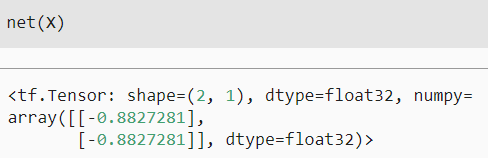 net(X)
<tf.Tensor: shape=(2, 1), dtype=float32, numpy=
array([[-0.8827281],
       [-0.8827281]], dtype=float32)>